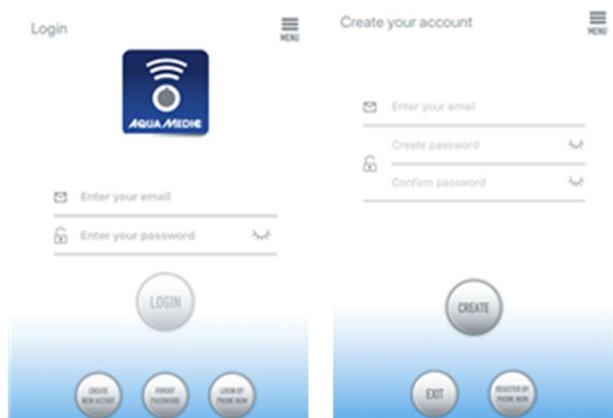 Login
MENU
AQUA MEDIC
Enter your email
Enter your password
LOGIN
CREATE
NEW ACCOUT
FORGOT
PASSWORD
LOGIN BY
PHONE NUM
Create your account
MENU
Enter your email
Create password
Confirm password
CREATE
EXIT
REGISTER BY
PHONE NUM